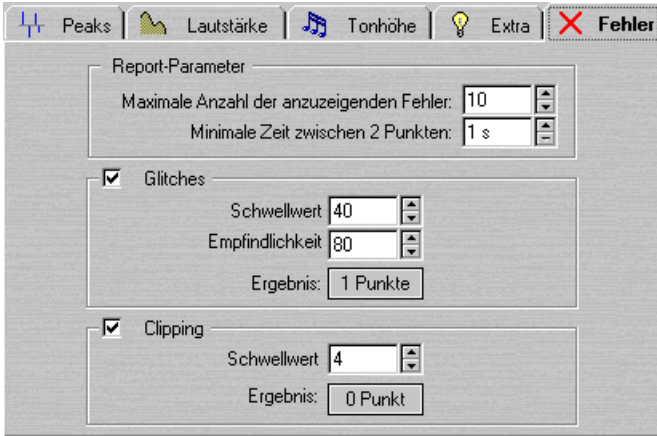 Peaks Lautstärke Tonhöhe Extra Fehler
Report-Parameter
Maximale Anzahl der anzuzeigenden Fehler: 10
Minimale Zeit zwischen 2 Punkten: 1 s
Glitches
Schwellwert 40
Empfindlichkeit 80
Ergebnis: 1 Punkte
Clipping
Schwellwert 4
Ergebnis: 0 Punkt